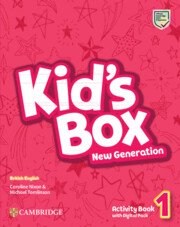 Kid's
Box
New Generation
British English
Caroline Nixon &
Michael Tomlinson
CAMBRIDGE
Activity Book
with Digital Pack
1